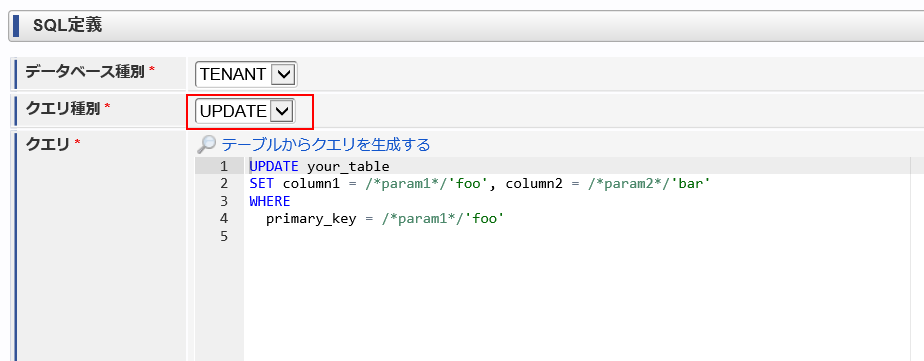 SQL定義
データベース種別 *
TENANT
クエリ種別 *
UPDATE
クエリ *
テーブルからクエリを生成する
1 UPDATE your_table
2 SET column1 = /*param1*/'foo', column2 = /*param2*/'bar'
3 WHERE
4   primary_key = /*param1*/'foo'
5